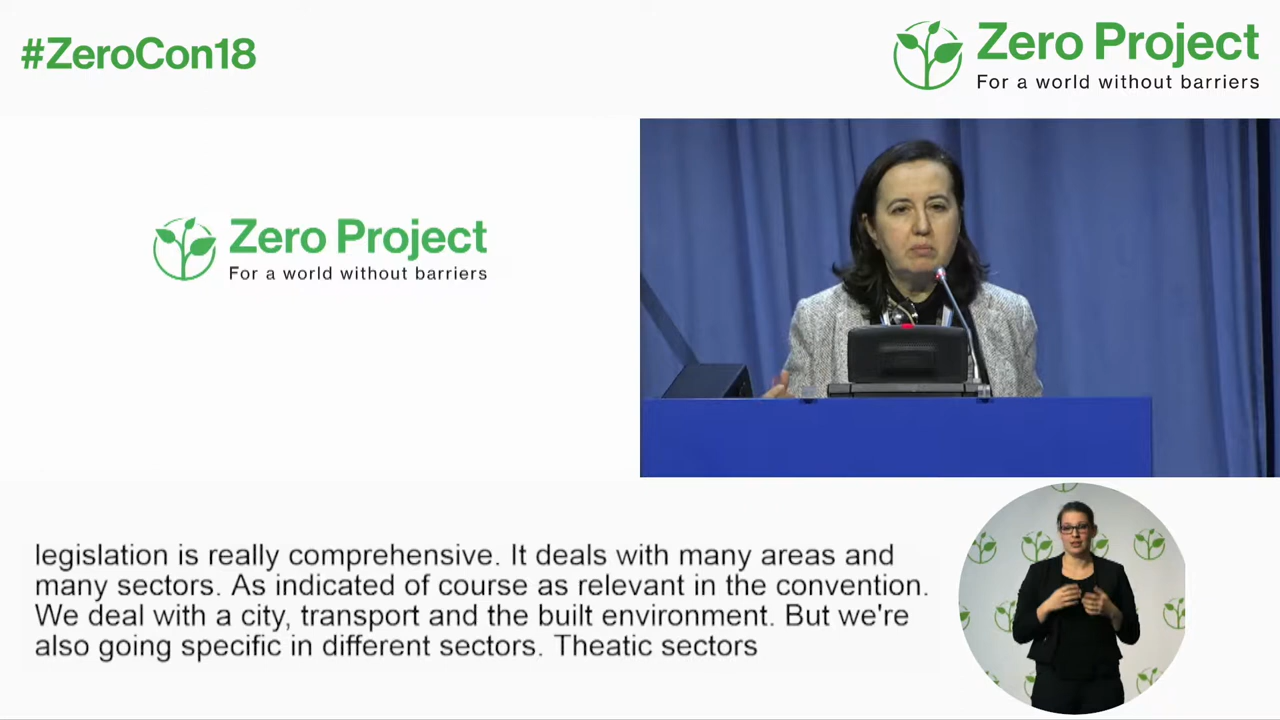 #ZeroCon18
Zero Project
For a world without barriers
Zero Project
For a world without barriers
legislation is really comprehensive. It deals with many areas and
many sectors. As indicated of course as relevant in the convention.
We deal with a city, transport and the built environment. But we're
also going specific in different sectors. Theatic sectors